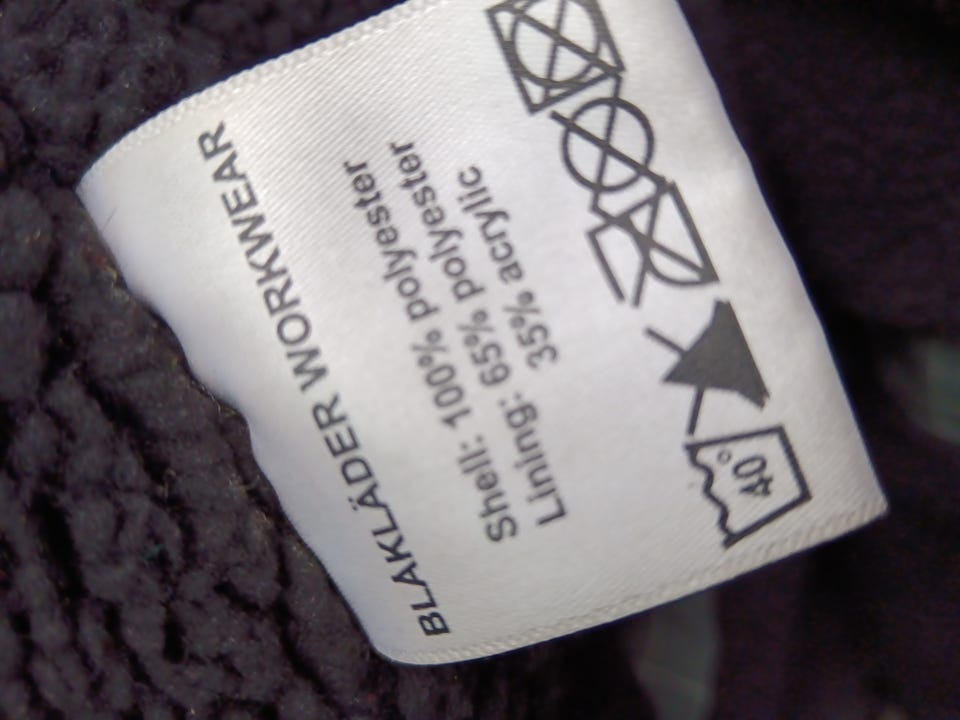 BLAKLÄDER WORKWEAR
Shell: 100% polyester
Lining: 65% polyester
35% acrylic
40°